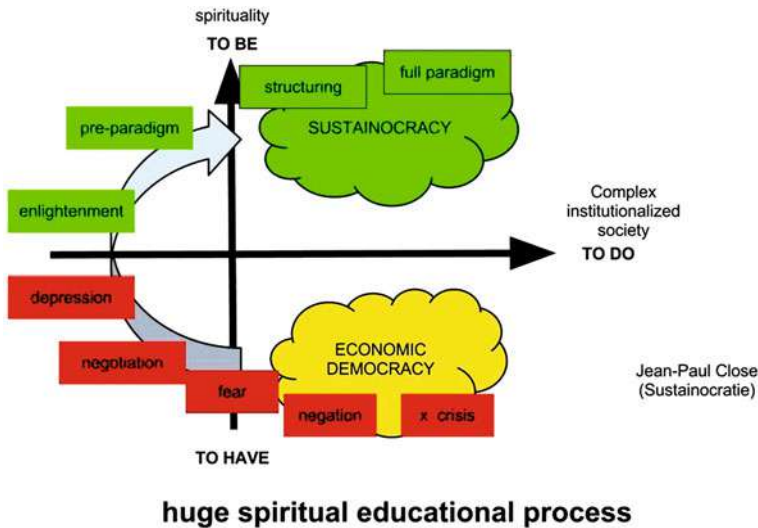 spirituality
TO BE
full paradigm
structuring
pre-paradigm
SUSTAINOCRACY
enlightenment
Complex
institutionalized
society
TO DO
depression
negotiation
ECONOMIC
DEMOCRACY
fear
negation
x crisis
Jean-Paul Close
(Sustainocratie)
TO HAVE
huge spiritual educational process